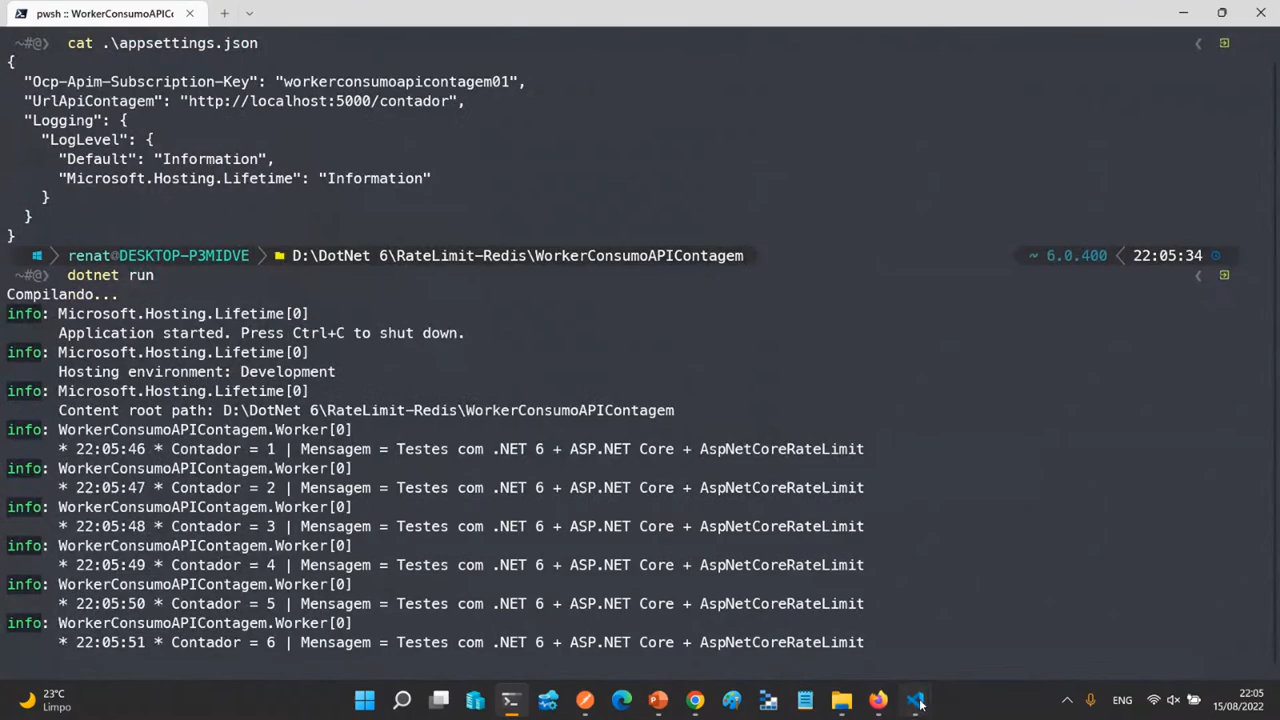 pwsh :: WorkerConsumoAPICo
~#@❯ cat .\appsettings.json
{
"Ocp-Apim-Subscription-Key": "workerconsumoapicontagem01",
"UrlApiContagem": "http://localhost:5000/contador",
"Logging": {
"LogLevel": {
"Default": "Information",
"Microsoft.Hosting.Lifetime": "Information"
}
}
}
renat@DESKTOP-P3MIDVE D:\DotNet 6\RateLimit-Redis\WorkerConsumoAPIContagem ~ 6.0.400 22:05:34
~#@❯ dotnet run
Compilando...
info: Microsoft.Hosting.Lifetime[0]
Application started. Press Ctrl+C to shut down.
info: Microsoft.Hosting.Lifetime[0]
Hosting environment: Development
info: Microsoft.Hosting.Lifetime[0]
Content root path: D:\DotNet 6\RateLimit-Redis\WorkerConsumoAPIContagem
info: WorkerConsumoAPIContagem.Worker[0]
* 22:05:46 * Contador = 1 | Mensagem = Testes com .NET 6 + ASP.NET Core + AspNetCoreRateLimit
info: WorkerConsumoAPIContagem.Worker[0]
* 22:05:47 * Contador = 2 | Mensagem = Testes com .NET 6 + ASP.NET Core + AspNetCoreRateLimit
info: WorkerConsumoAPIContagem.Worker[0]
* 22:05:48 * Contador = 3 | Mensagem = Testes com .NET 6 + ASP.NET Core + AspNetCoreRateLimit
info: WorkerConsumoAPIContagem.Worker[0]
* 22:05:49 * Contador = 4 | Mensagem = Testes com .NET 6 + ASP.NET Core + AspNetCoreRateLimit
info: WorkerConsumoAPIContagem.Worker[0]
* 22:05:50 * Contador = 5 | Mensagem = Testes com .NET 6 + ASP.NET Core + AspNetCoreRateLimit
info: WorkerConsumoAPIContagem.Worker[0]
* 22:05:51 * Contador = 6 | Mensagem = Testes com .NET 6 + ASP.NET Core + AspNetCoreRateLimit
23°C
Limpo
ENG
22:05
15/08/2022